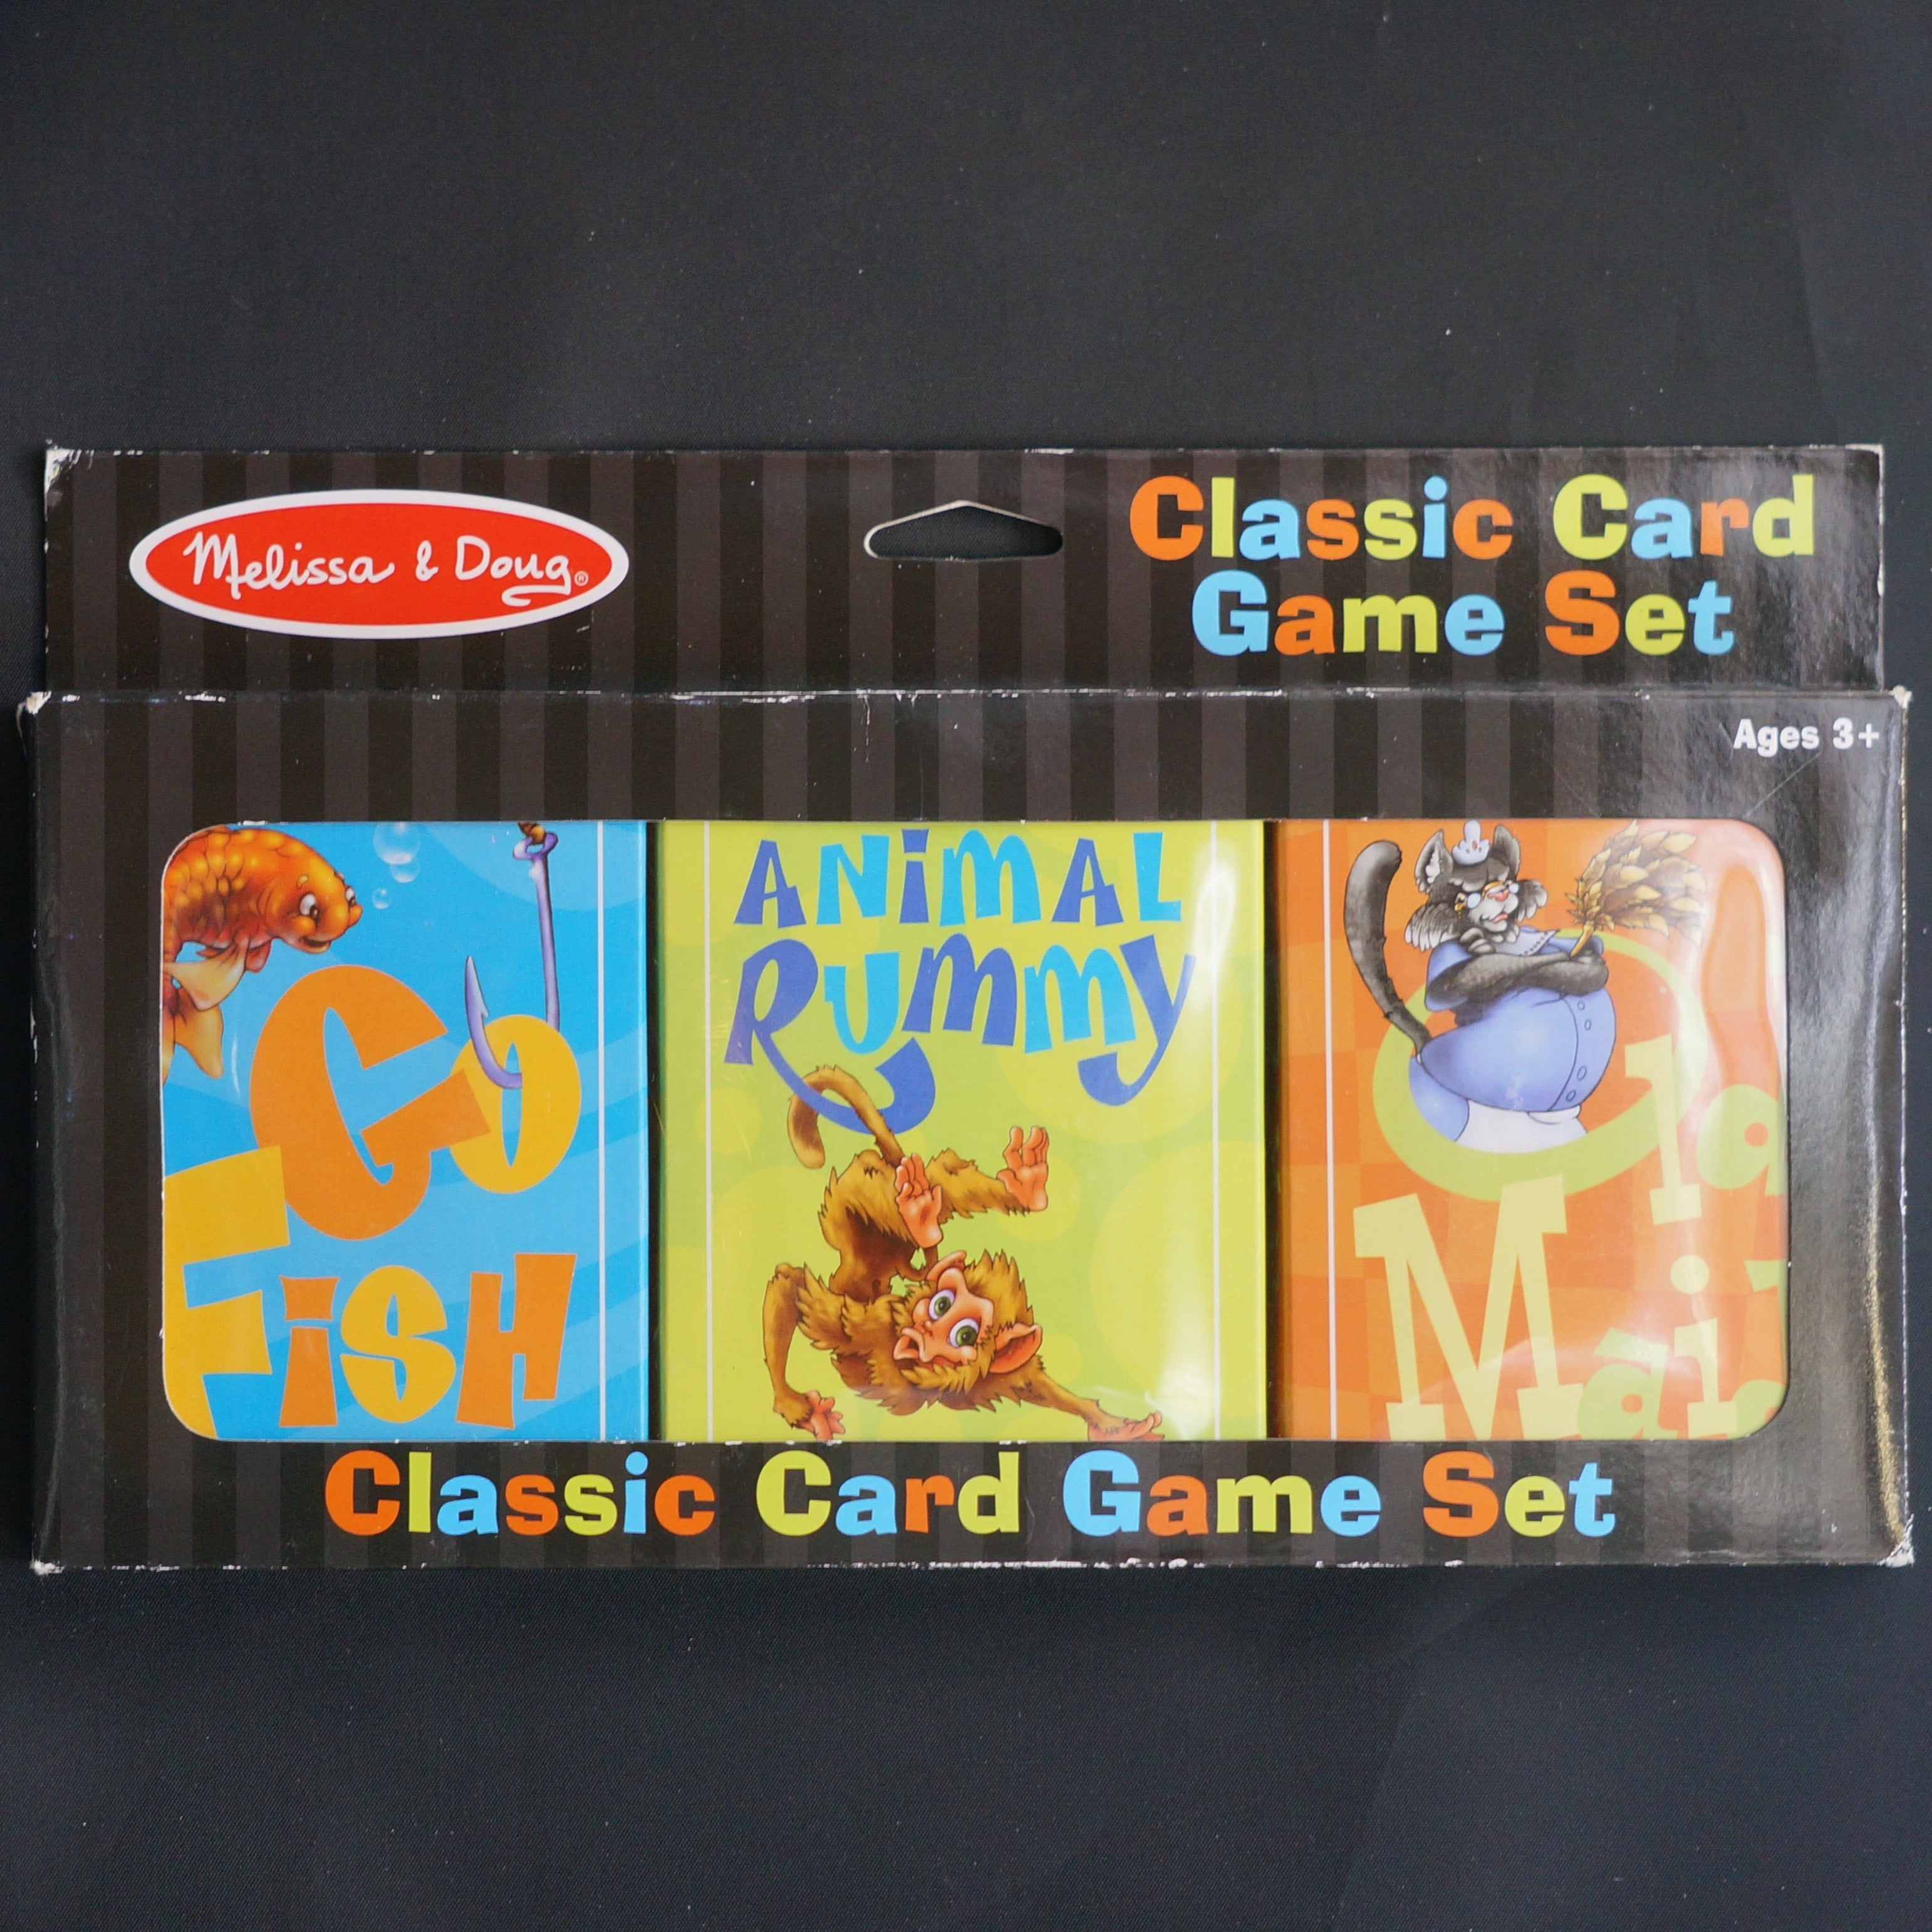 Melissa & Doug®
Classic Card
Game Set
Ages 3+
Go
Fish
Animal
Rummy
Classic Card Game Set